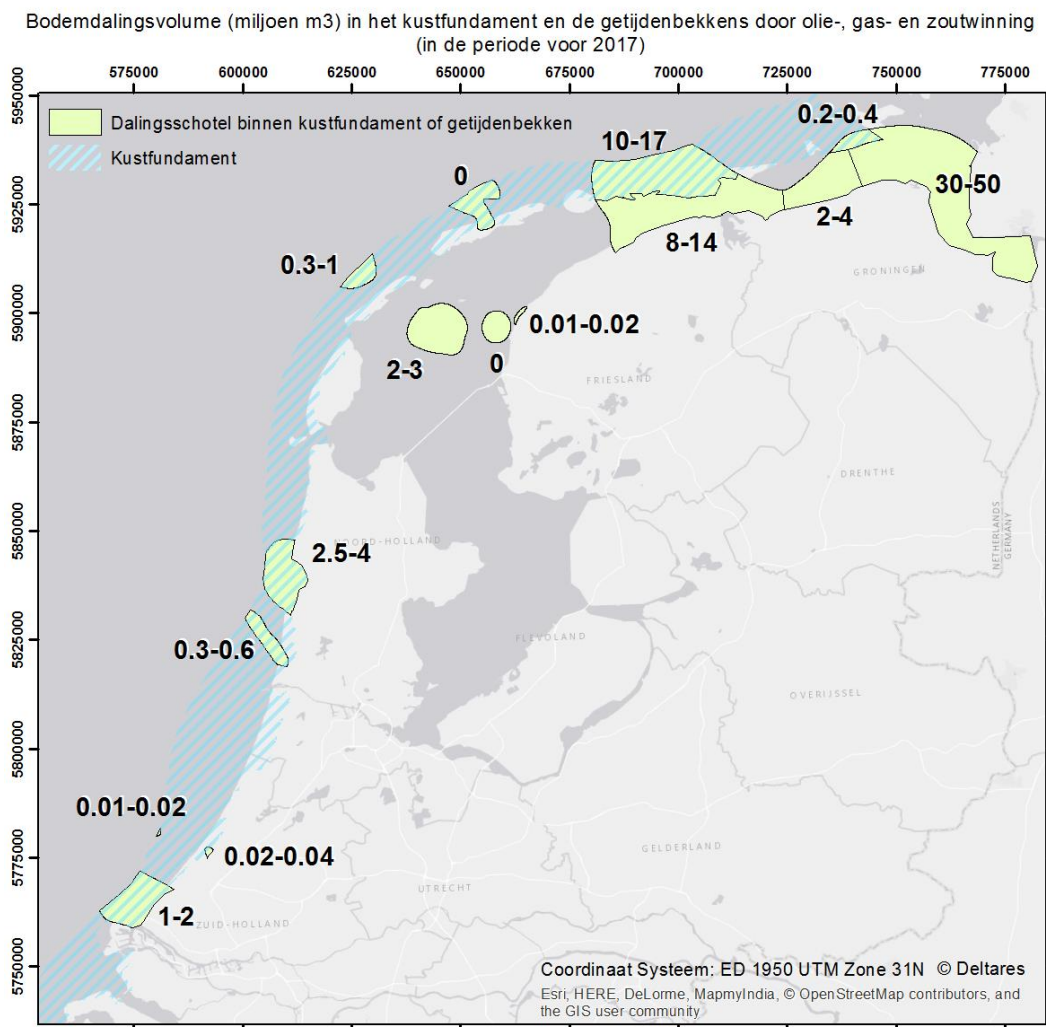 Bodemdalingsvolume (miljoen m3) in het kustfundament en de getijdenbekkens door olie-, gas- en zoutwinning
(in de periode voor 2017)
575000 600000 625000 650000 675000 700000 725000 750000 775000
5950000
Dalingsschotel binnen kustfundament of getijdenbekken
Kustfundament
0.2-0.4
10-17
0
30-50
5925000
2-4
8-14
0.3-1
GRONINGEN
5900000
0.01-0.02
2-3
0
FRIESLAND
5875000
DRENTHE
5850000
NETHERLANDS
GERMANY
NOORD-HOLLAND
2.5-4
5825000
FLEVOLAND
0.3-0.6
OVERIJSSEL
5800000
0.01-0.02
5775000
0.02-0.04
GELDERLAND
UTRECHT
1-2
ZUID-HOLLAND
5750000
Coordinaat Systeem: ED 1950 UTM Zone 31N © Deltares
Esri, HERE, DeLorme, MapmyIndia, © OpenStreetMap contributors, and
the GIS user community